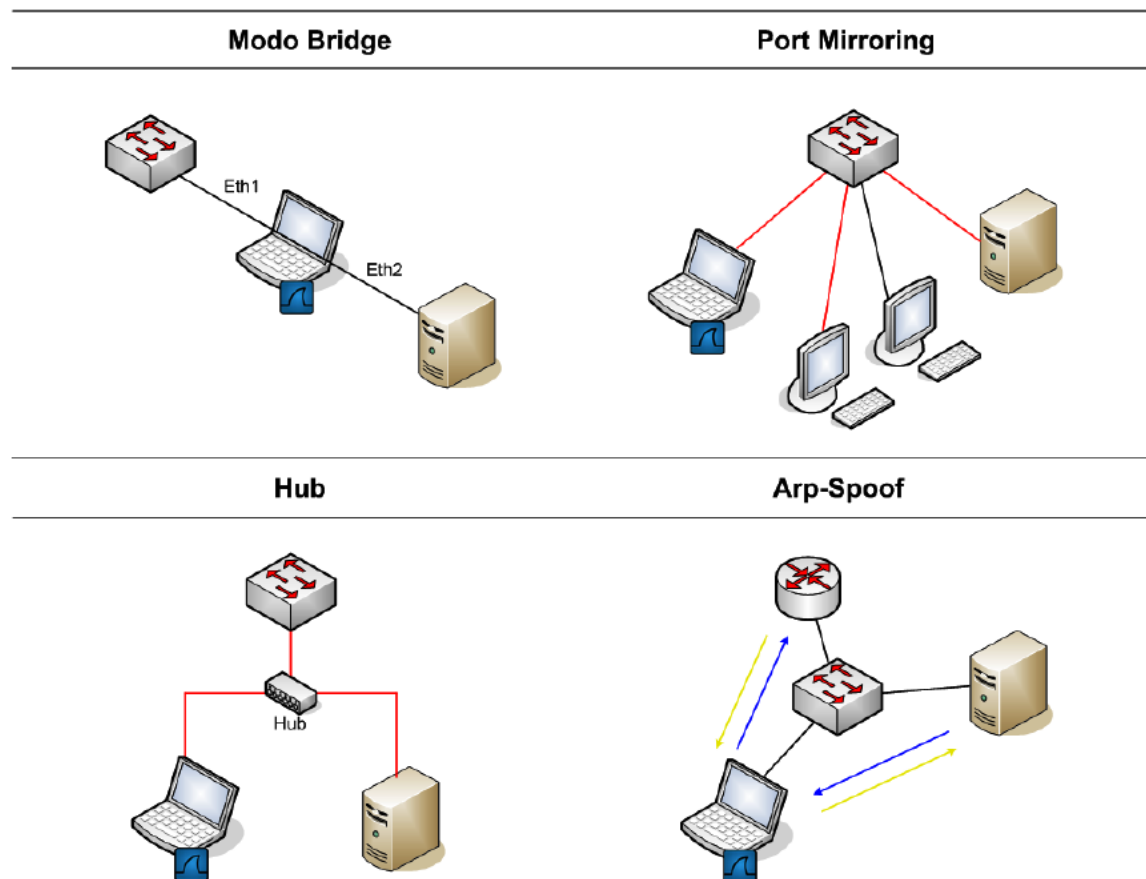 Modo Bridge
Port Mirroring
Eth1
Eth2
Hub
Arp-Spoof
Hub